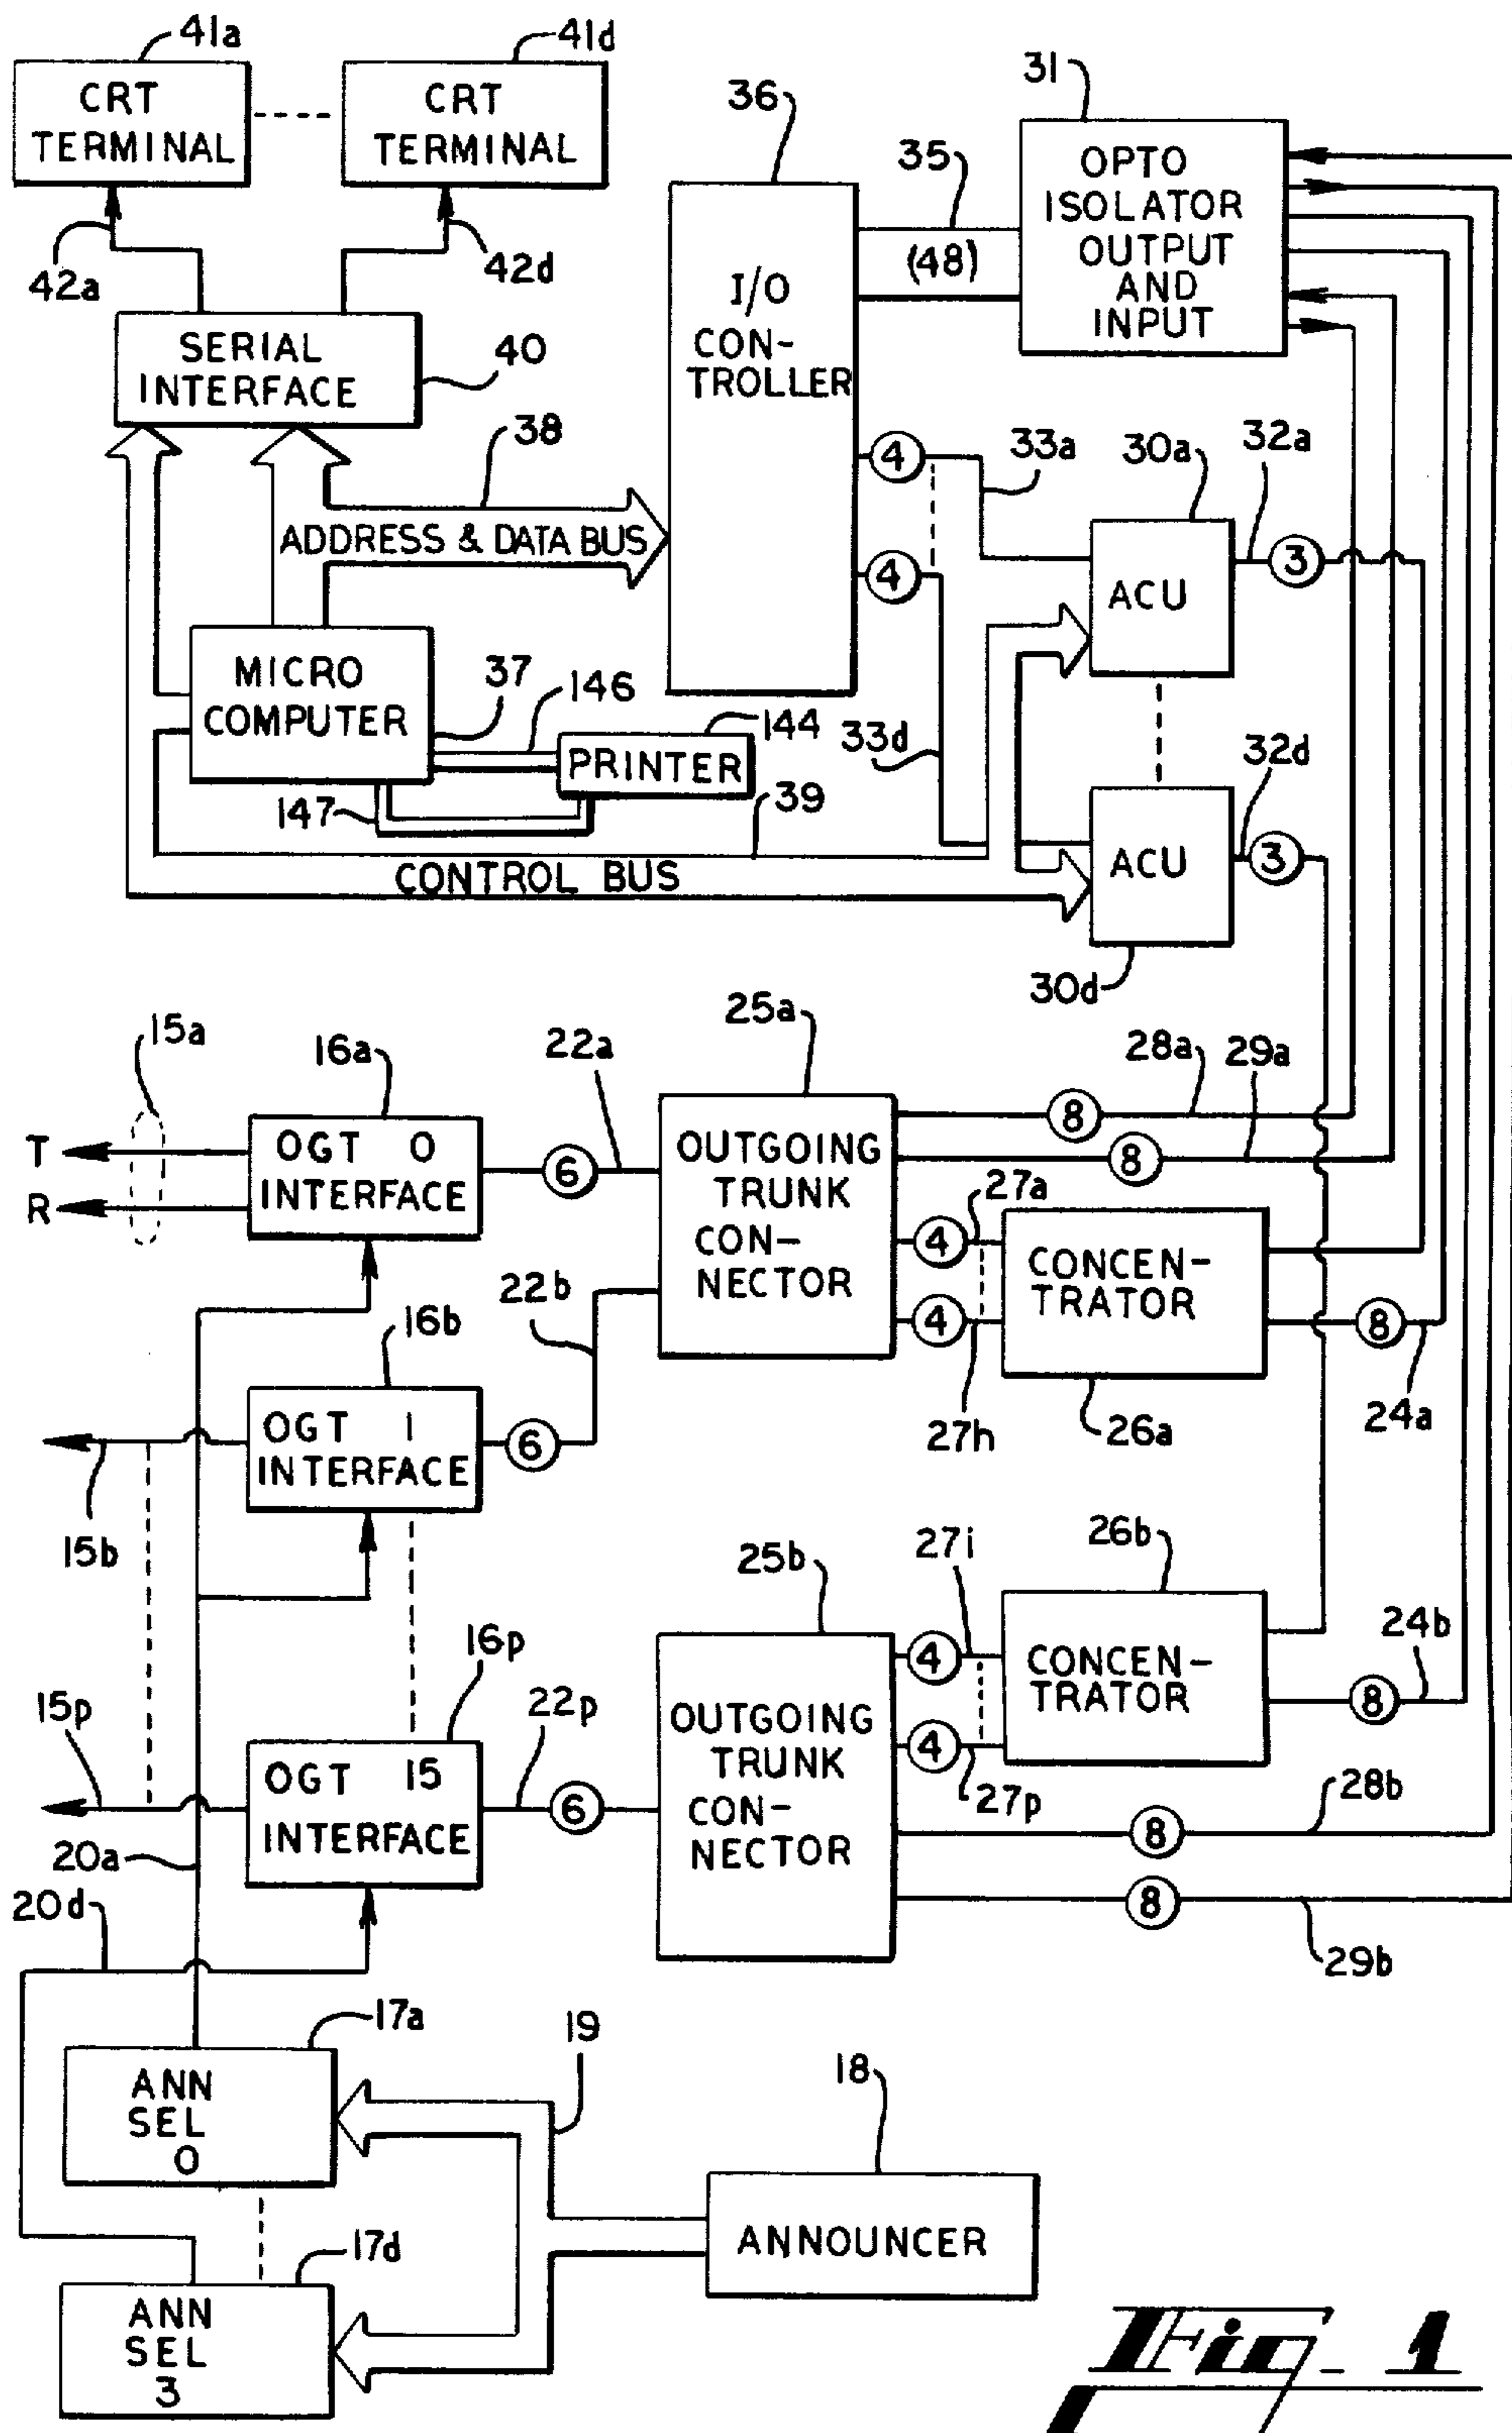 41a
41d
CRT
TERMINAL
CRT
TERMINAL
42a
42d
SERIAL
INTERFACE
40
38
ADDRESS & DATA BUS
MICRO
COMPUTER
37
146
144
PRINTER
147
39
CONTROL BUS
36
I/O
CON-
TROLLER
35
(48)
31
OPTO
ISOLATOR
OUTPUT
AND
INPUT
4
4
33a
33d
30a
ACU
32a
3
32d
ACU
3
30d
15a
T
R
16a
OGT 0
INTERFACE
6
22a
25a
OUTGOING
TRUNK
CON-
NECTOR
8
28a
8
29a
4
27a
4
27h
CONCEN-
TRATOR
26a
8
24a
16b
OGT 1
INTERFACE
6
22b
15b
15p
16p
OGT 15
INTERFACE
22p
6
25b
OUTGOING
TRUNK
CON-
NECTOR
27i
4
4
27p
26b
CONCEN-
TRATOR
24b
8
28b
8
8
29b
20a
20d
17a
ANN
SEL
0
17d
ANN
SEL
3
19
18
ANNOUNCER
Fig. 1